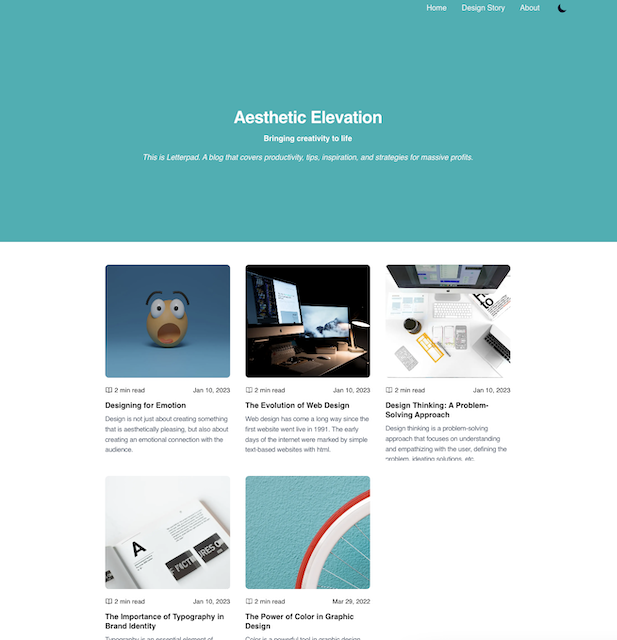 Home Design Story About
Aesthetic Elevation
Bringing creativity to life
This is Letterpad. A blog that covers productivity, tips, inspiration, and strategies for massive profits.
2 min read Jan 10, 2023
Designing for Emotion
Design is not just about creating something
that is aesthetically pleasing, but also about
creating an emotional connection with the
audience.
2 min read Jan 10, 2023
The Evolution of Web Design
Web design has come a long way since the
first website went live in 1991. The early
days of the internet were marked by simple
text-based websites with html.
2 min read Jan 10, 2023
Design Thinking: A Problem-
Solving Approach
Design thinking is a problem-solving
approach that focuses on understanding
and empathizing with the user, defining the
problem, ideating solutions, etc.
A
2 min read Jan 10, 2023
The Importance of Typography in
Brand Identity
Typography is an essential element of
2 min read Mar 29, 2022
The Power of Color in Graphic
Design
Color is a powerful tool in graphic design